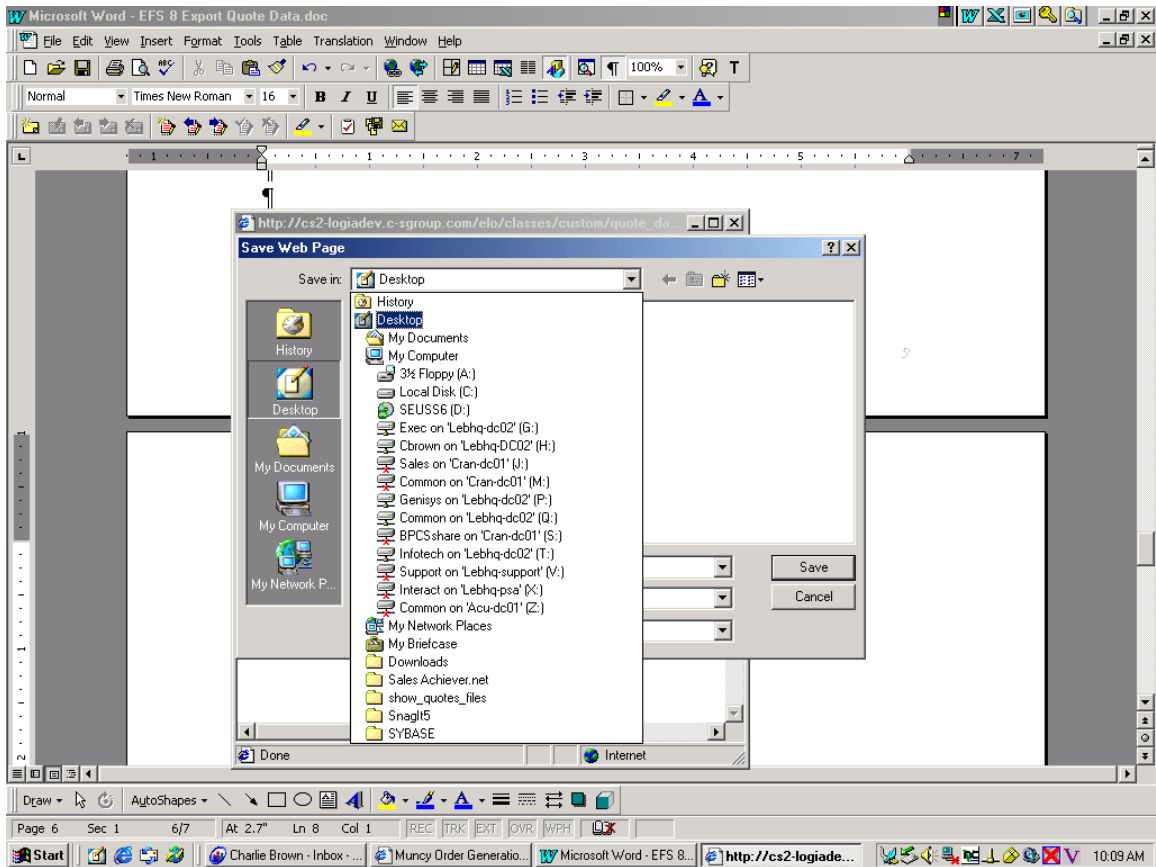 Microsoft Word - EFS 8 Export Quote Data.doc
File Edit View Insert Format Tools Table Translation Window Help
100%
Normal Times New Roman 16 B I U
1 1 2 3 4 5 7
http://cs2-logiadev.c-sgroup.com/elo/classes/custom/quote_da...
Save Web Page
Save in: Desktop
History
Desktop
My Documents
My Computer
3½ Floppy (A:)
Local Disk (C:)
SEUSS6 (D:)
Exec on 'Lebhq-dc02' (G:)
Cbrown on 'Lebhq-DC02' (H:)
Sales on 'Cran-dc01' (J:)
Common on 'Cran-dc01' (M:)
Genisys on 'Lebhq-dc02' (P:)
Common on 'Lebhq-dc02' (Q:)
BPCSshare on 'Cran-dc01' (S:)
Infotech on 'Lebhq-dc02' (T:)
Support on 'Lebhq-support' (V:)
Interact on 'Lebhq-psa' (X:)
Common on 'Acu-dc01' (Z:)
My Network Places
My Briefcase
Downloads
Sales Achiever.net
show_quotes_files
SnagIt5
SYBASE
History
Desktop
My Documents
My Computer
My Network P...
Save
Cancel
Done Internet
Draw AutoShapes
Page 6 Sec 1 6/7 At 2.7" Ln 8 Col 1 REC TRK EXT OVR WPH
Start Charlie Brown - Inbox - ... Muncy Order Generatio... Microsoft Word - EFS 8... http://cs2-logiade... 10:09 AM